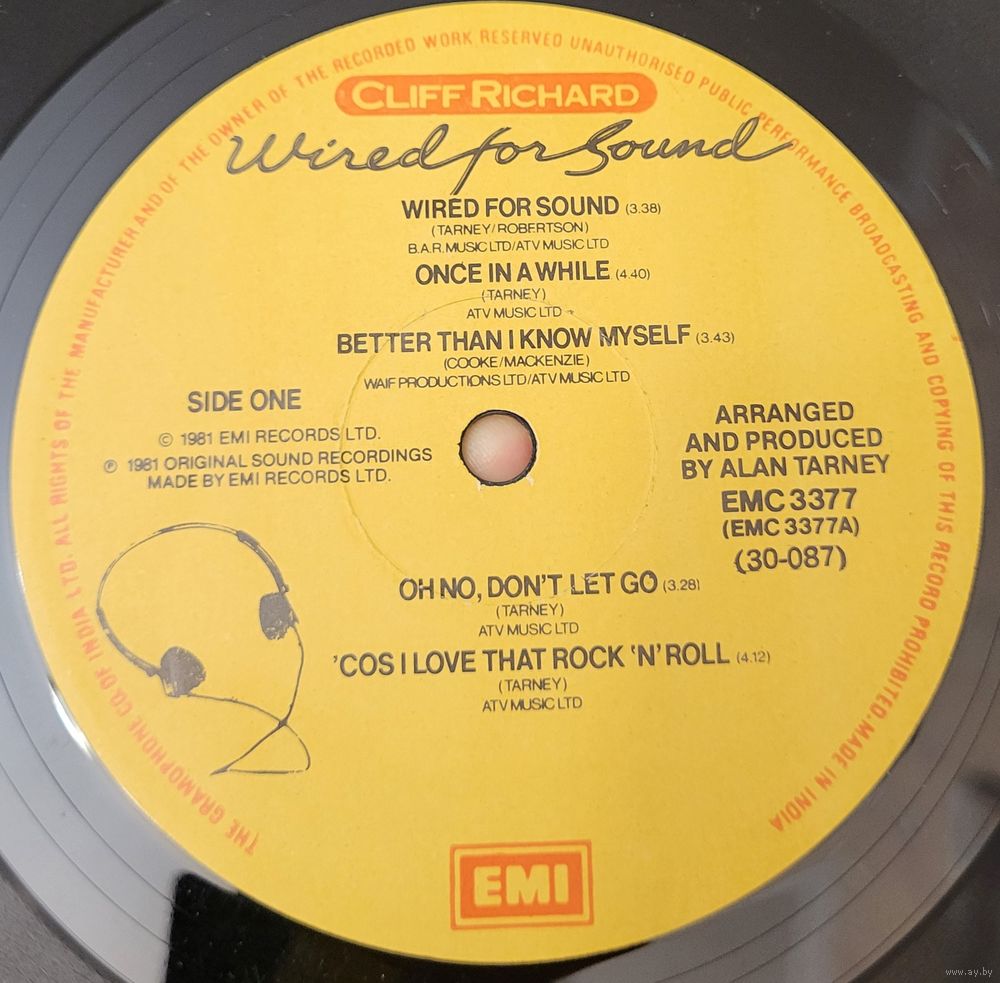 THE GRAMOPHONE CO. OF INDIA LTD. ALL RIGHTS OF THE MANUFACTURER AND OF THE OWNER OF THE RECORDED WORK RESERVED UNAUTHORISED PUBLIC PERFORMANCE BROADCASTING AND COPYING OF THIS RECORD PROHIBITED. MADE IN INDIA
CLIFF RICHARD
Wired for Sound
WIRED FOR SOUND (3.38)
(TARNEY/ROBERTSON)
B.A.R. MUSIC LTD/ATV MUSIC LTD
ONCE IN A WHILE (4.40)
(TARNEY)
ATV MUSIC LTD
BETTER THAN I KNOW MYSELF (3.43)
(COOKE/MACKENZIE)
WAIF PRODUCTIONS LTD/ATV MUSIC LTD
SIDE ONE
© 1981 EMI RECORDS LTD.
℗ 1981 ORIGINAL SOUND RECORDINGS
MADE BY EMI RECORDS LTD.
ARRANGED
AND PRODUCED
BY ALAN TARNEY
EMC 3377
(EMC 3377A)
(30-087)
OH NO, DON'T LET GO (3.28)
(TARNEY)
ATV MUSIC LTD
'COS I LOVE THAT ROCK 'N' ROLL (4.12)
(TARNEY)
ATV MUSIC LTD
EMI
www.ay.by